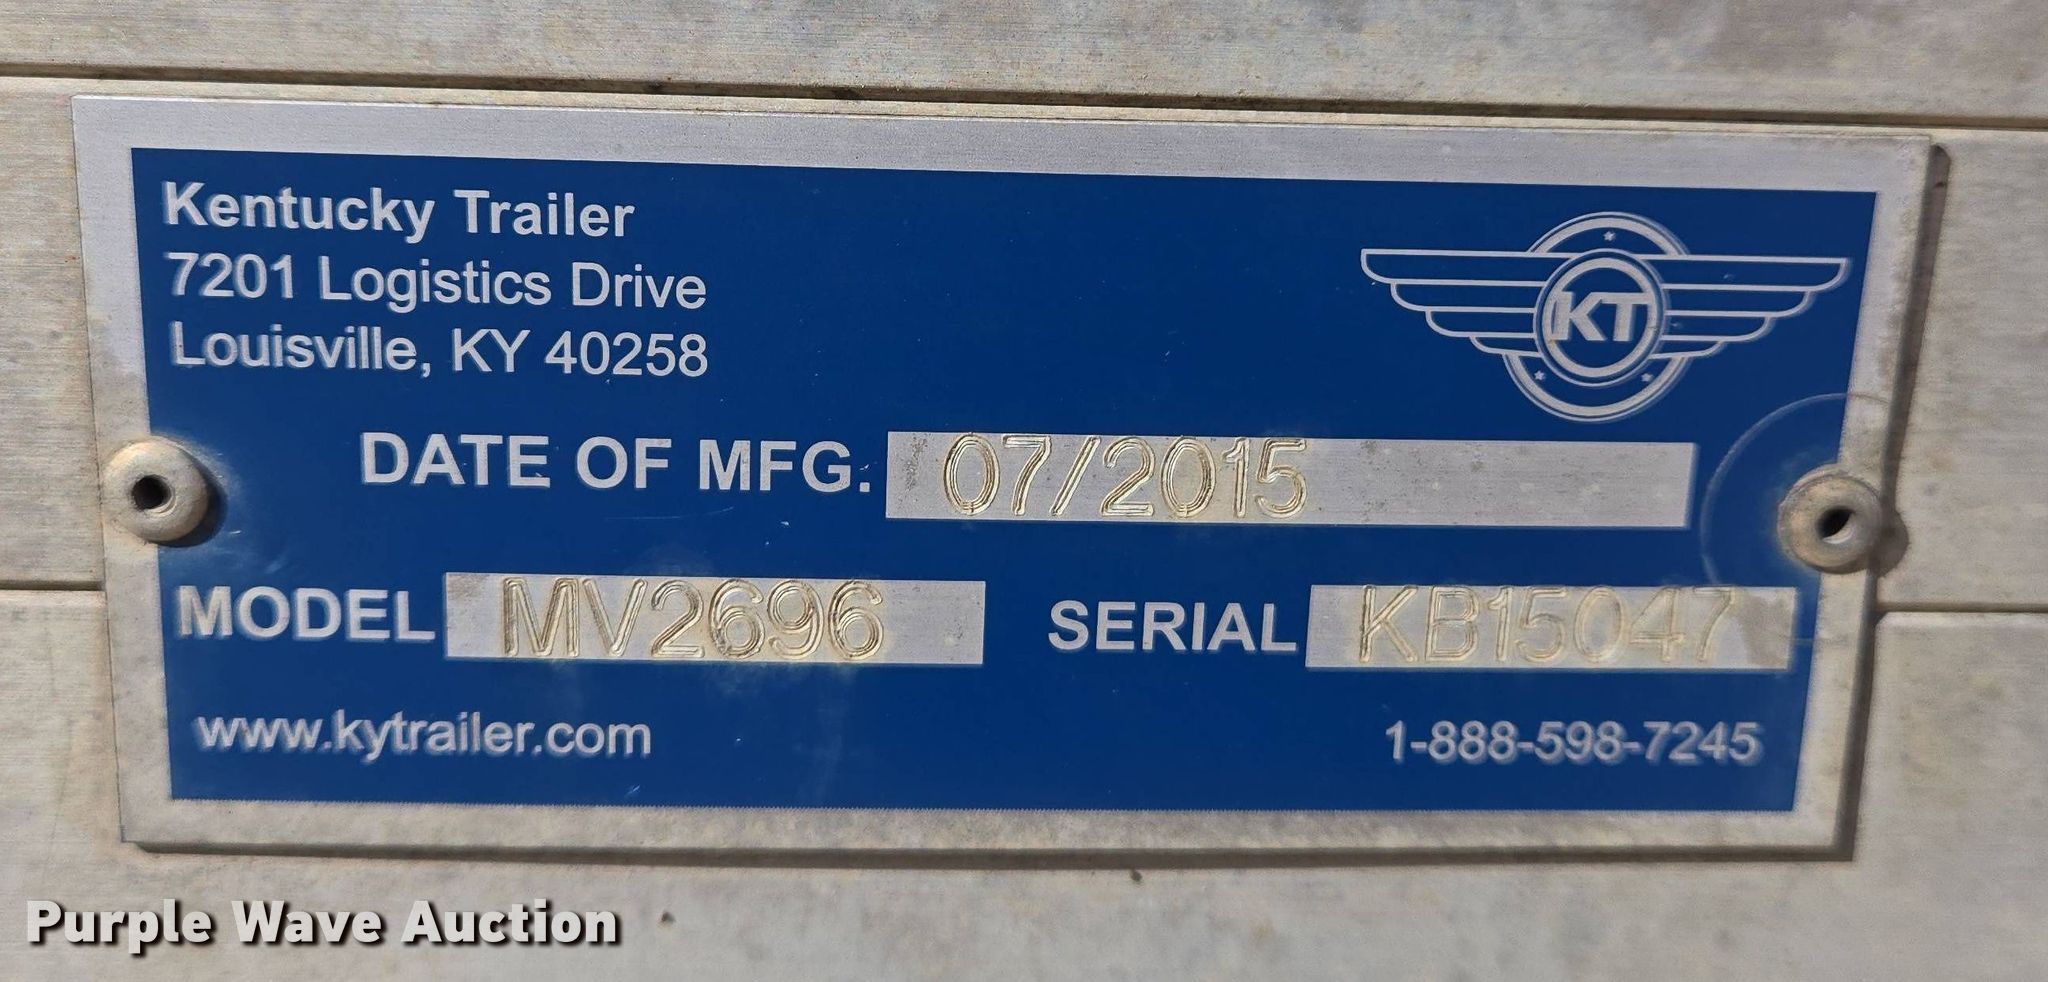 Kentucky Trailer
7201 Logistics Drive
Louisville, KY 40258
KT
DATE OF MFG. 07/2015
MODEL MV2696 SERIAL KB15047
www.kytrailer.com 1-888-598-7245
Purple Wave Auction